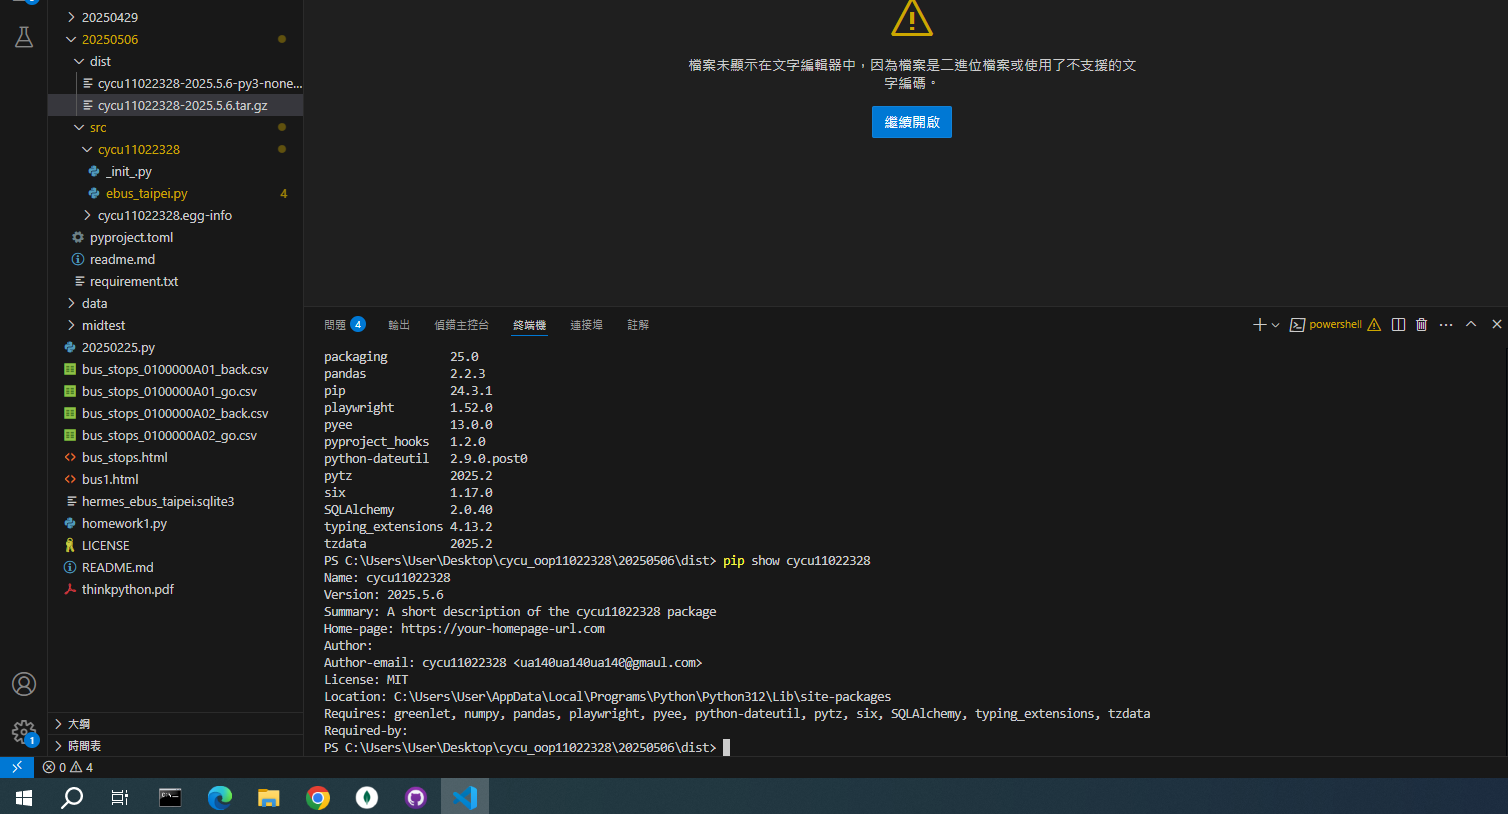 20250429
20250506
dist
cycu11022328-2025.5.6-py3-none...
cycu11022328-2025.5.6.tar.gz
src
cycu11022328
_init_.py
ebus_taipei.py 4
cycu11022328.egg-info
pyproject.toml
readme.md
requirement.txt
data
midtest
20250225.py
bus_stops_0100000A01_back.csv
bus_stops_0100000A01_go.csv
bus_stops_0100000A02_back.csv
bus_stops_0100000A02_go.csv
bus_stops.html
bus1.html
hermes_ebus_taipei.sqlite3
homework1.py
LICENSE
README.md
thinkpython.pdf
大綱
時間表
1
檔案未顯示在文字編輯器中，因為檔案是二進位檔案或使用了不支援的文
字編碼。
繼續開啟
問題 4 輸出 偵錯主控台 終端機 連接埠 註解
powershell
packaging 25.0
pandas 2.2.3
pip 24.3.1
playwright 1.52.0
pyee 13.0.0
pyproject_hooks 1.2.0
python-dateutil 2.9.0.post0
pytz 2025.2
six 1.17.0
SQLAlchemy 2.0.40
typing_extensions 4.13.2
tzdata 2025.2
PS C:\Users\User\Desktop\cycu_oop11022328\20250506\dist> pip show cycu11022328
Name: cycu11022328
Version: 2025.5.6
Summary: A short description of the cycu11022328 package
Home-page: https://your-homepage-url.com
Author:
Author-email: cycu11022328 <ua140ua140ua140@gmaul.com>
License: MIT
Location: C:\Users\User\AppData\Local\Programs\Python\Python312\Lib\site-packages
Requires: greenlet, numpy, pandas, playwright, pyee, python-dateutil, pytz, six, SQLAlchemy, typing_extensions, tzdata
Required-by:
PS C:\Users\User\Desktop\cycu_oop11022328\20250506\dist>
0 4